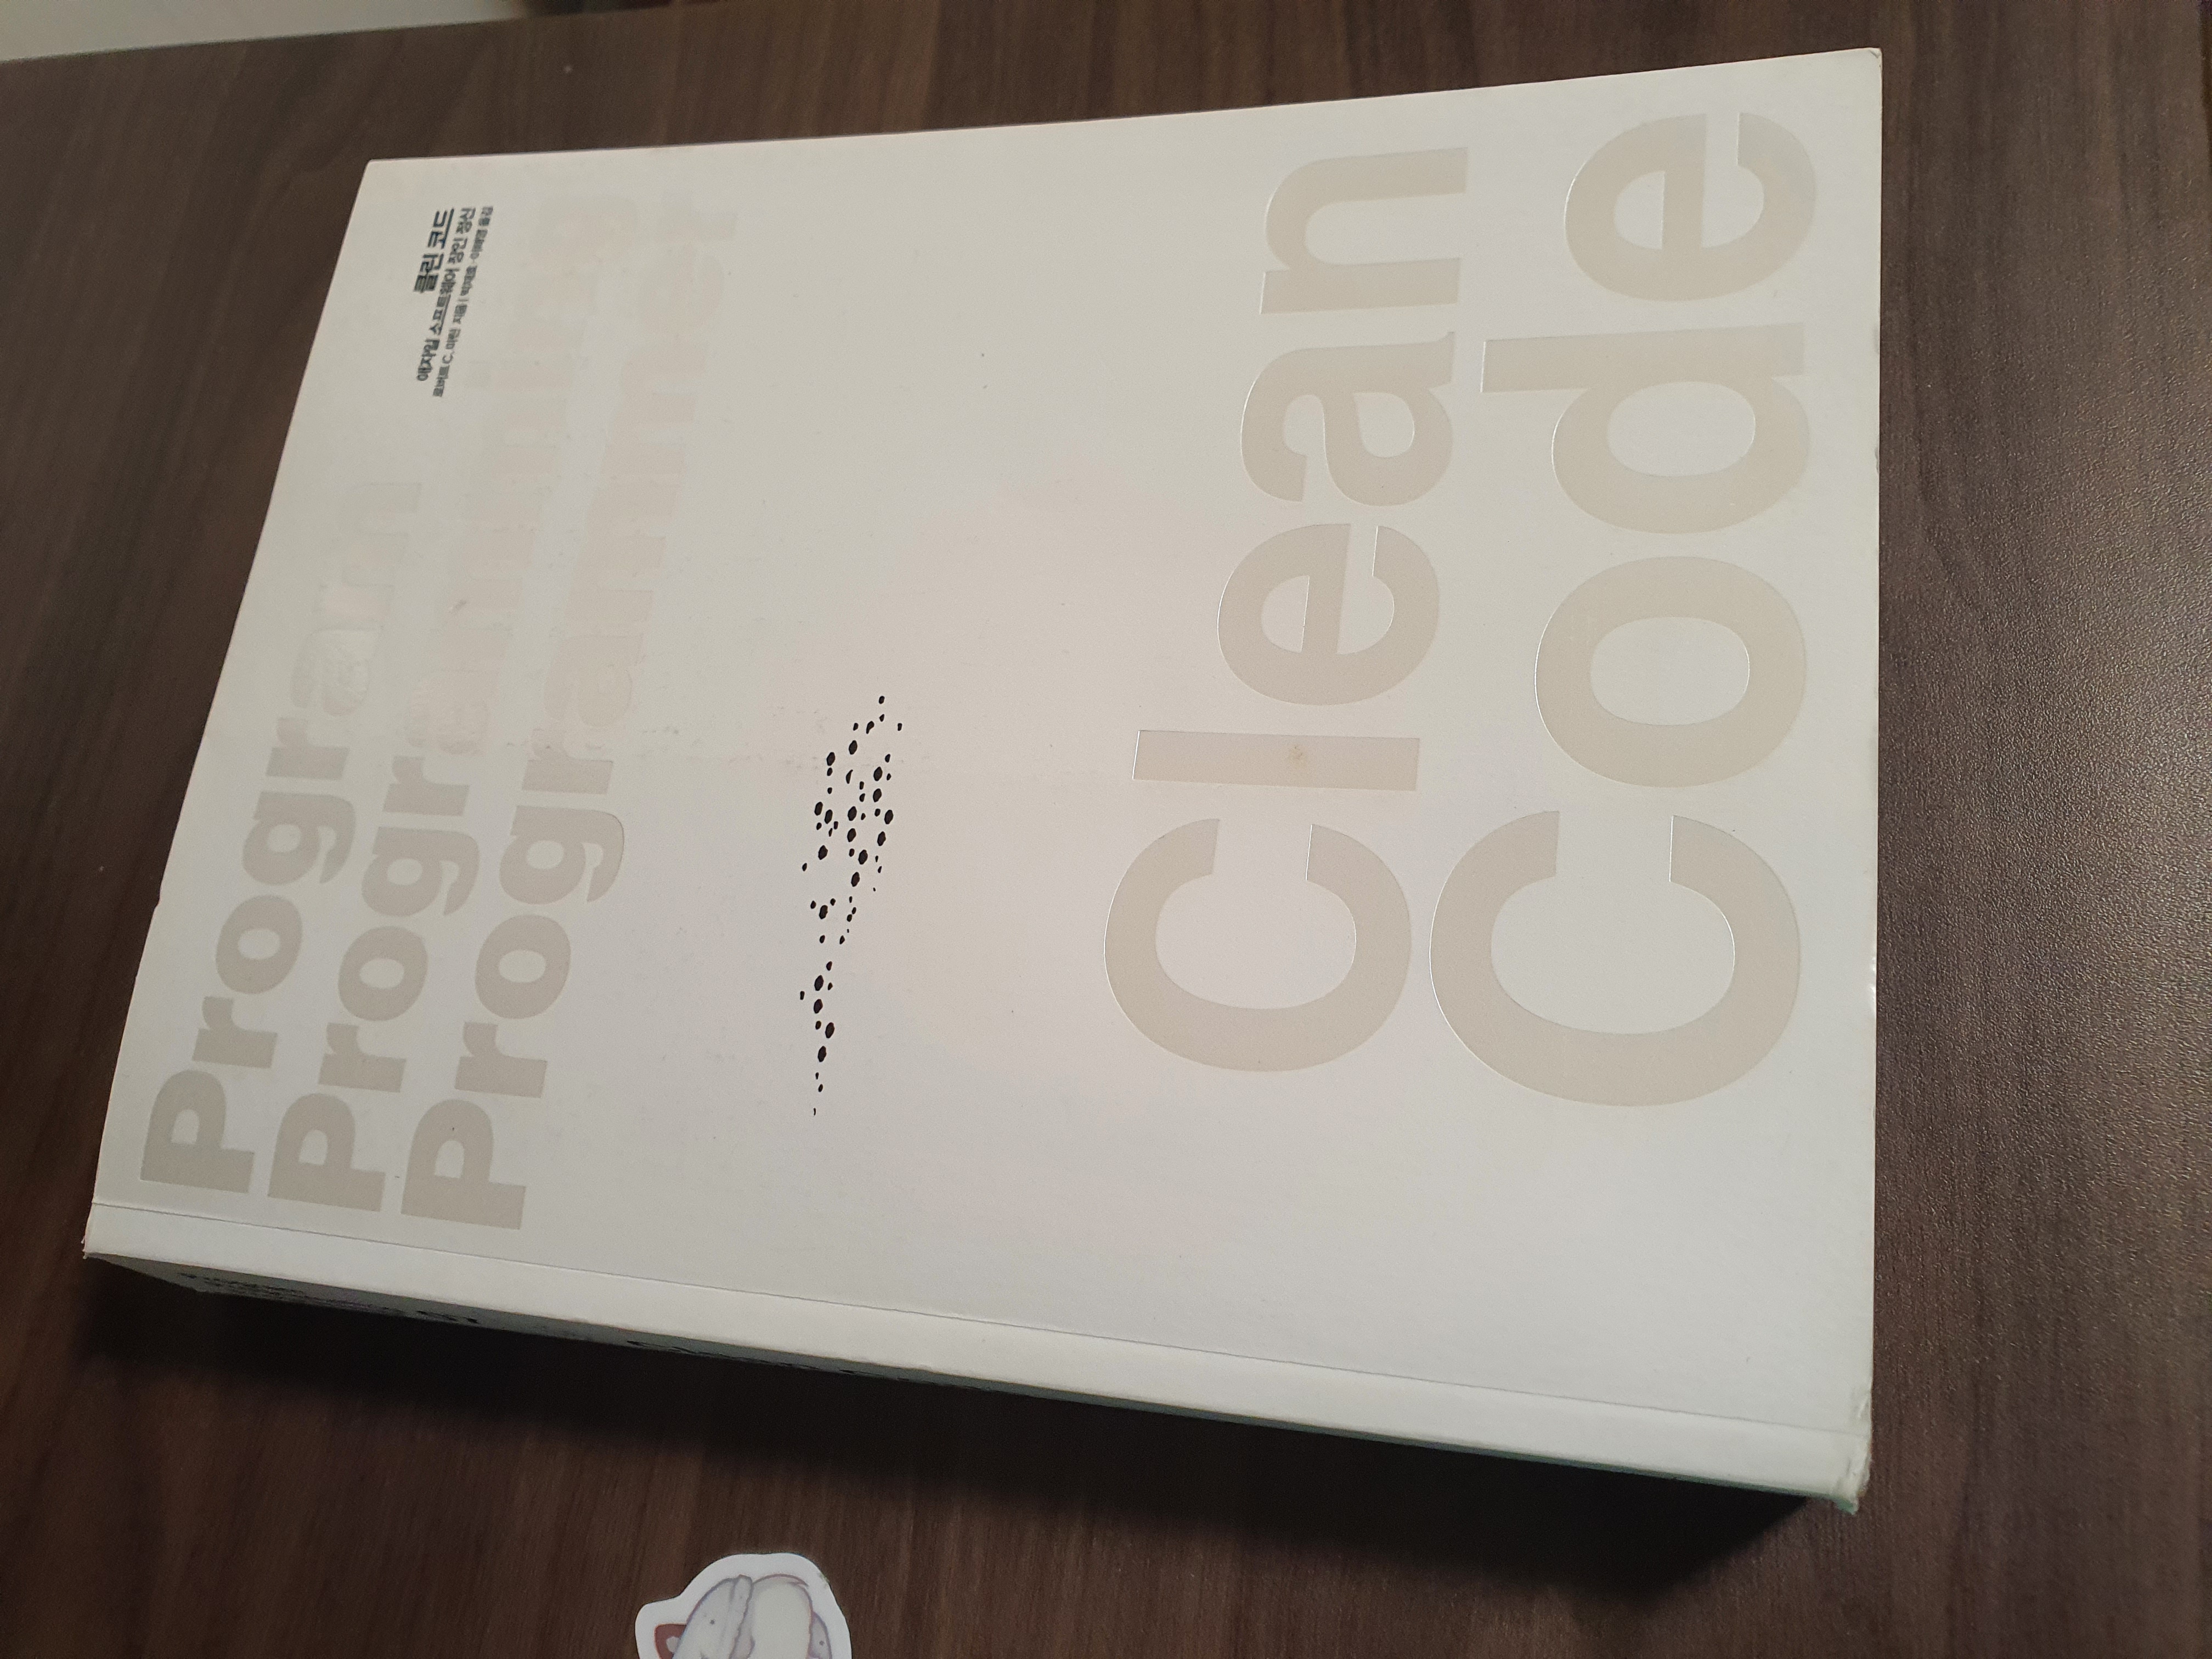 Program
Programming
Programmer
클린 코드
애자일 소프트웨어 장인 정신
로버트 C. 마틴 지음 | 박재호 · 이해영 옮김
Clean
Code